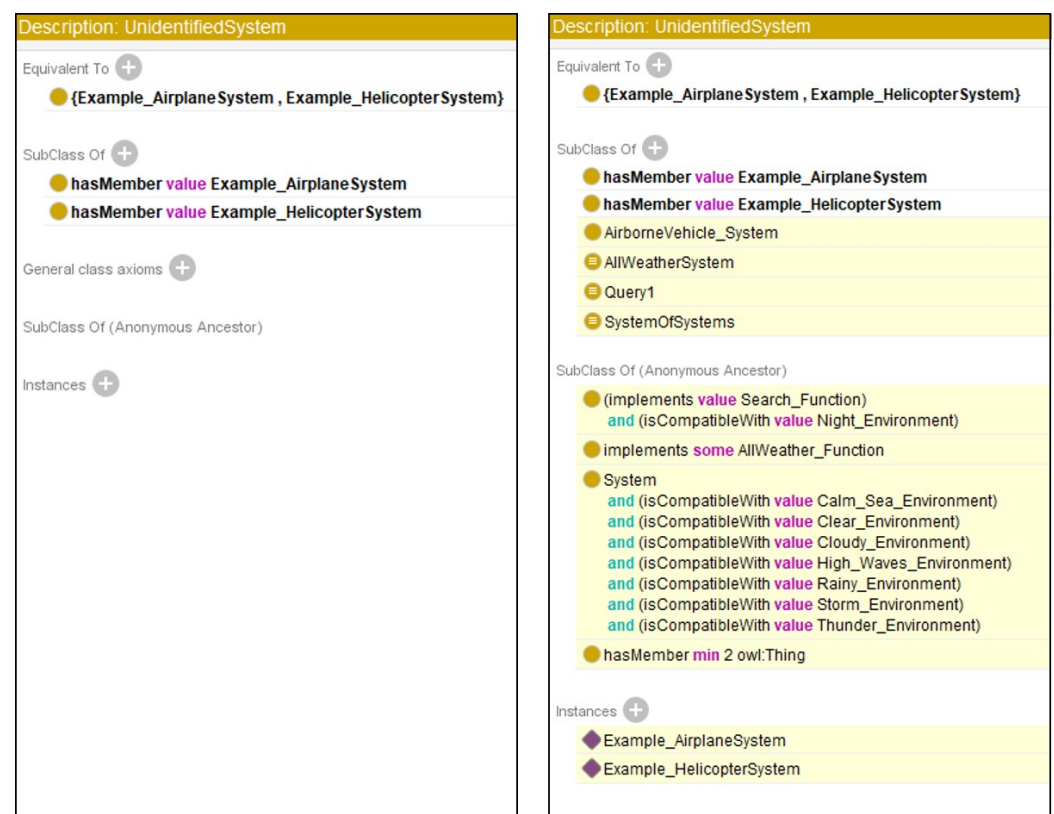 Description: UnidentifiedSystem
Equivalent To
{Example_AirplaneSystem , Example_HelicopterSystem}
SubClass Of
hasMember value Example_AirplaneSystem
hasMember value Example_HelicopterSystem
General class axioms
SubClass Of (Anonymous Ancestor)
Instances
Description: UnidentifiedSystem
Equivalent To
{Example_AirplaneSystem , Example_HelicopterSystem}
SubClass Of
hasMember value Example_AirplaneSystem
hasMember value Example_HelicopterSystem
AirborneVehicle_System
AllWeatherSystem
Query1
SystemOfSystems
SubClass Of (Anonymous Ancestor)
(implements value Search_Function)
and (isCompatibleWith value Night_Environment)
implements some AllWeather_Function
System
and (isCompatibleWith value Calm_Sea_Environment)
and (isCompatibleWith value Clear_Environment)
and (isCompatibleWith value Cloudy_Environment)
and (isCompatibleWith value High_Waves_Environment)
and (isCompatibleWith value Rainy_Environment)
and (isCompatibleWith value Storm_Environment)
and (isCompatibleWith value Thunder_Environment)
hasMember min 2 owl:Thing
Instances
Example_AirplaneSystem
Example_HelicopterSystem